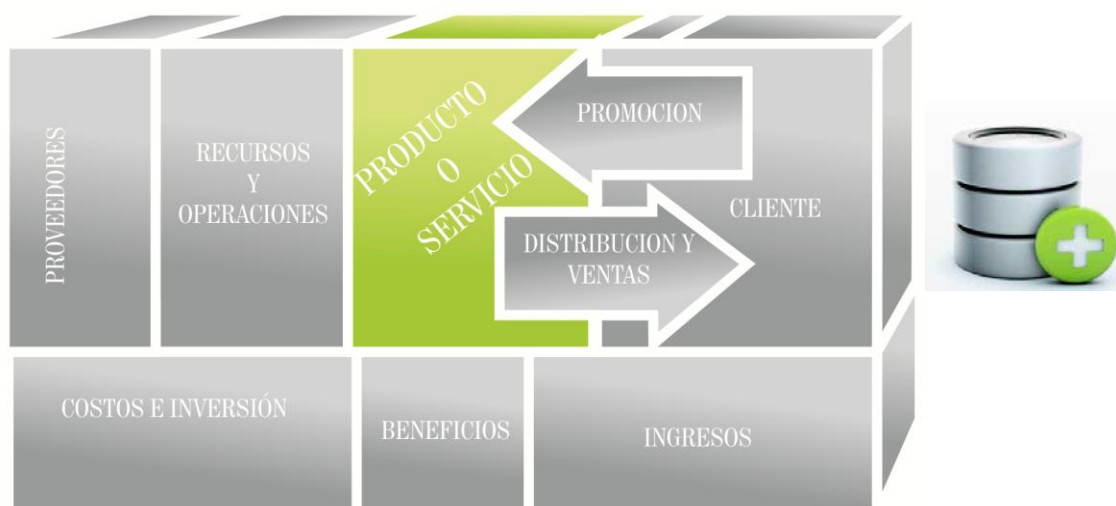 PROVEEDORES
RECURSOS
Y
OPERACIONES
PRODUCTO
O
SERVICIO
PROMOCION
DISTRIBUCION Y
VENTAS
CLIENTE
COSTOS E INVERSIÓN
BENEFICIOS
INGRESOS